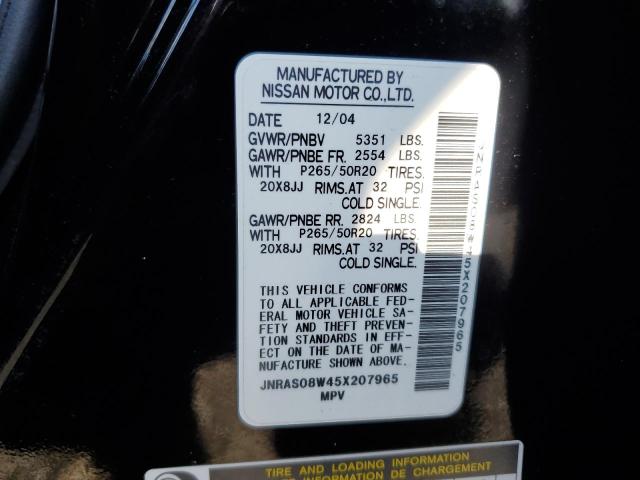 MANUFACTURED BY
NISSAN MOTOR CO.,LTD.
DATE 12/04
GVWR/PNBV 5351 LBS.
GAWR/PNBE FR. 2554 LBS.
WITH P265/50R20 TIRES.
20X8JJ RIMS.AT 32 PSI
COLD SINGLE.
GAWR/PNBE RR. 2824 LBS.
WITH P265/50R20 TIRES.
20X8JJ RIMS.AT 32 PSI
COLD SINGLE.
THIS VEHICLE CONFORMS
TO ALL APPLICABLE FED-
ERAL MOTOR VEHICLE SA-
FETY AND THEFT PREVEN-
TION STANDARDS IN EFF-
ECT ON THE DATE OF MA-
NUFACTURE SHOWN ABOVE.
JNRAS08W45X207965
MPV
JNRAS08W45X207965
TIRE AND LOADING INFORMATION